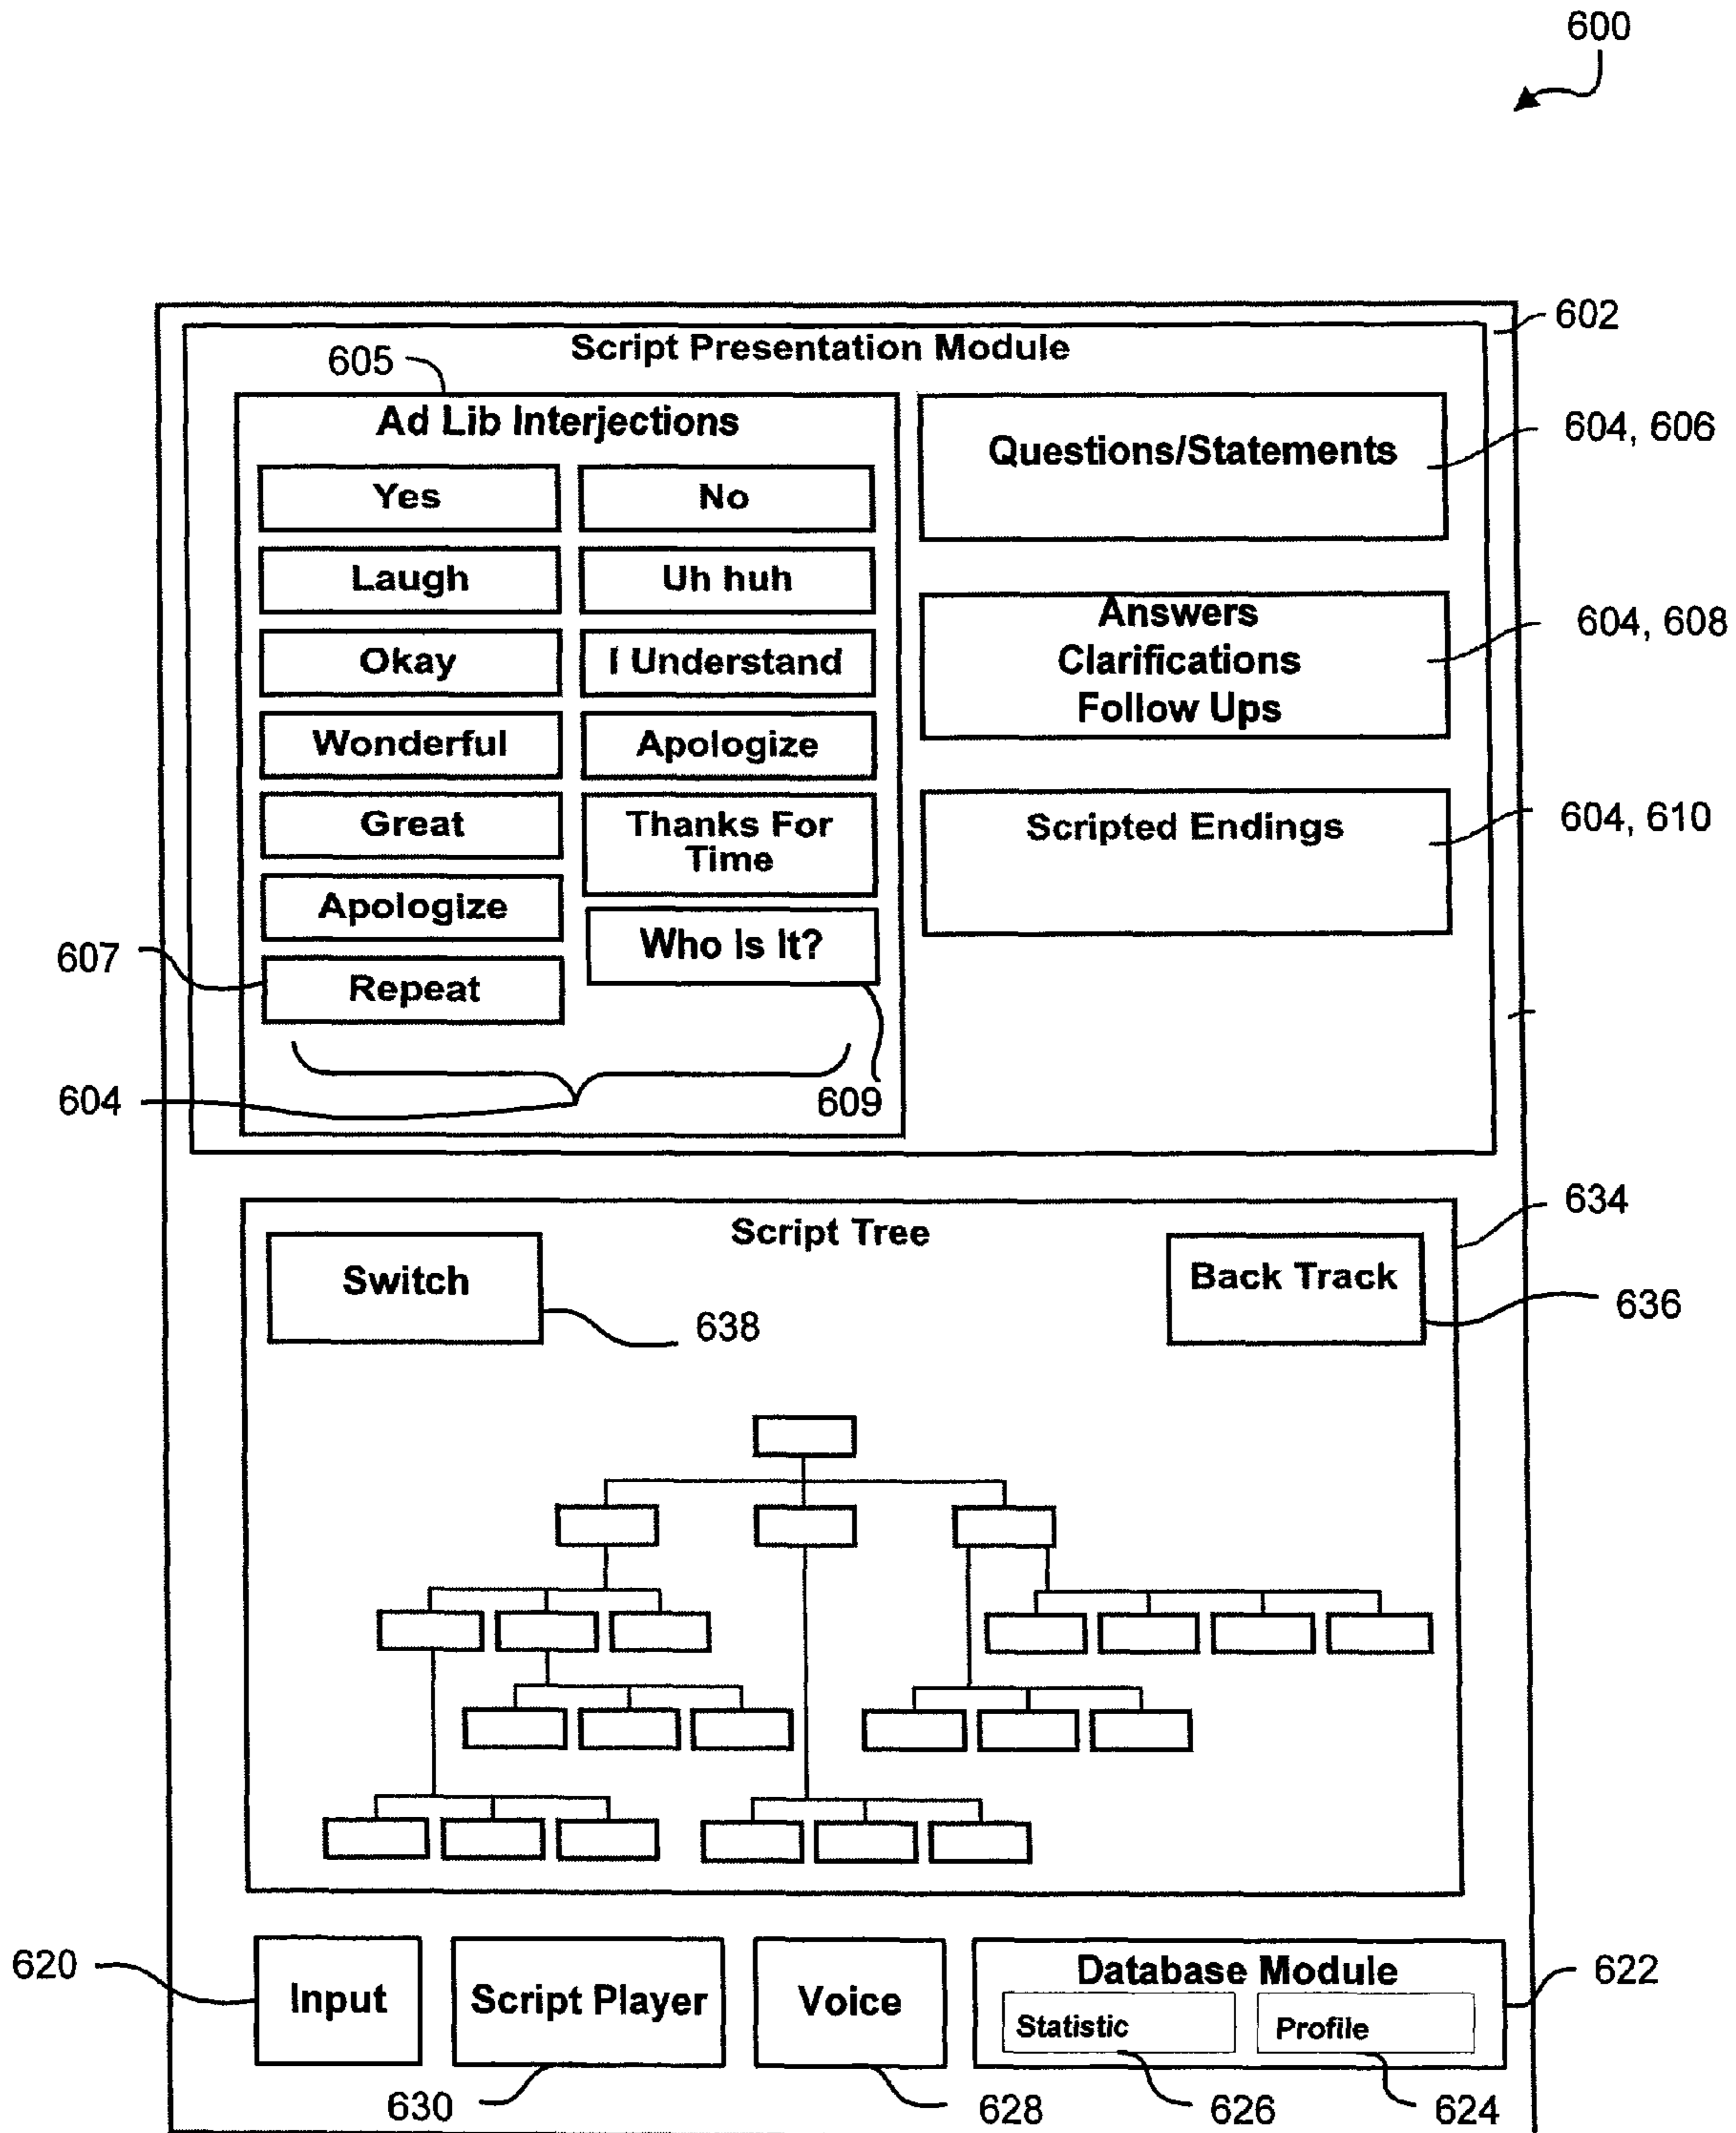 600
602
Script Presentation Module
605
Ad Lib Interjections
Yes
No
Laugh
Uh huh
Okay
I Understand
Wonderful
Apologize
Great
Thanks For
Time
Apologize
Who Is It?
607
Repeat
604
609
Questions/Statements
604, 606
Answers
Clarifications
Follow Ups
604, 608
Scripted Endings
604, 610
Script Tree
634
Switch
638
Back Track
636
620
Input
Script Player
Voice
Database Module
622
Statistic
Profile
630
628
626
624